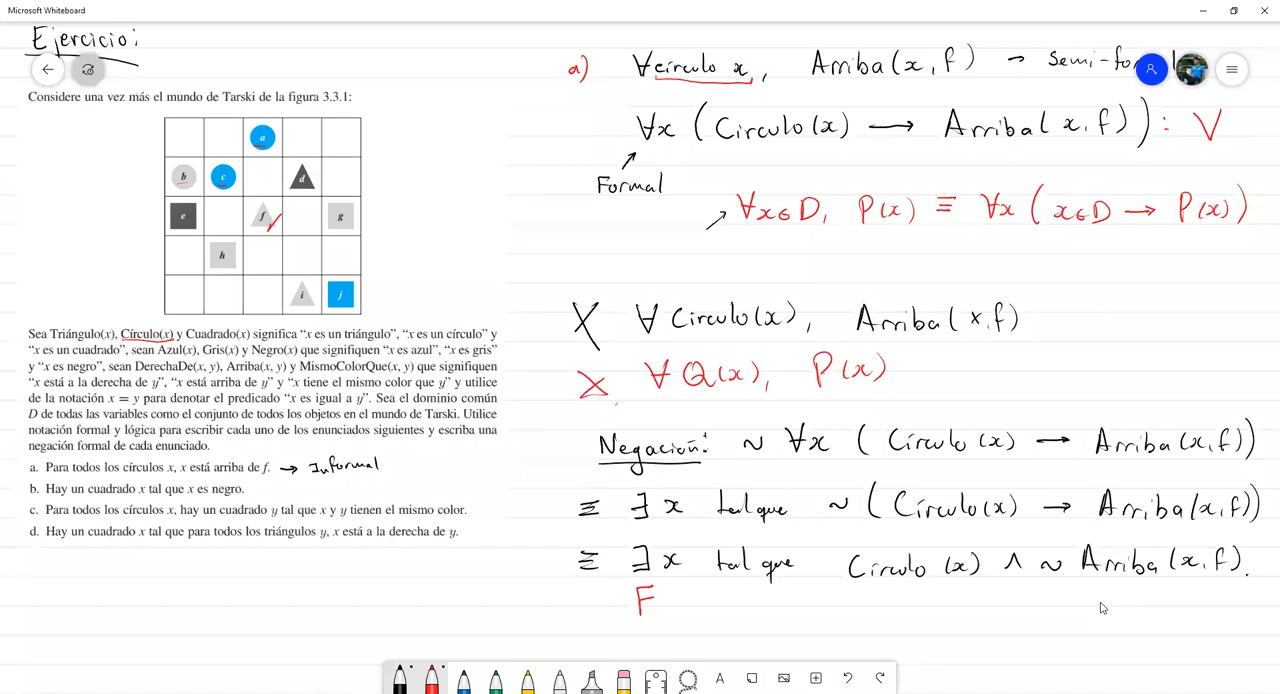 Microsoft Whiteboard
Ejercicio:
Considere una vez más el mundo de Tarski de la figura 3.3.1:
a
b c d
e f g
h
i j
Sea Triángulo(x), Círculo(x) y Cuadrado(x) significa “x es un triángulo”, “x es un círculo” y
“x es un cuadrado”, sean Azul(x), Gris(x) y Negro(x) que signifiquen “x es azul”, “x es gris”
y “x es negro”, sean DerechaDe(x, y), Arriba(x, y) y MismoColorQue(x, y) que signifiquen
“x está a la derecha de y”, “x está arriba de y” y “x tiene el mismo color que y” y utilice
de la notación x = y para denotar el predicado “x es igual a y”. Sea el dominio común
D de todas las variables como el conjunto de todos los objetos en el mundo de Tarski. Utilice
notación formal y lógica para escribir cada uno de los enunciados siguientes y escriba una
negación formal de cada enunciado.
a. Para todos los círculos x, x está arriba de f. → Informal
b. Hay un cuadrado x tal que x es negro.
c. Para todos los círculos x, hay un cuadrado y tal que x y y tienen el mismo color.
d. Hay un cuadrado x tal que para todos los triángulos y, x está a la derecha de y.
a) ∀círculo x, Arriba(x, f) → Semi-
∀x (Círculo(x) → Arriba(x, f)) : V
Formal
∀x∈D, P(x) ≡ ∀x (x∈D → P(x))
X ∀ Círculo(x), Arriba(x, f)
X ∀ Q(x), P(x)
Negación: ~ ∀x (Círculo(x) → Arriba(x, f))
≡ ∃ x tal que ~ (Círculo(x) → Arriba(x, f))
≡ ∃ x tal que Círculo (x) ∧ ~ Arriba(x, f).
F
A